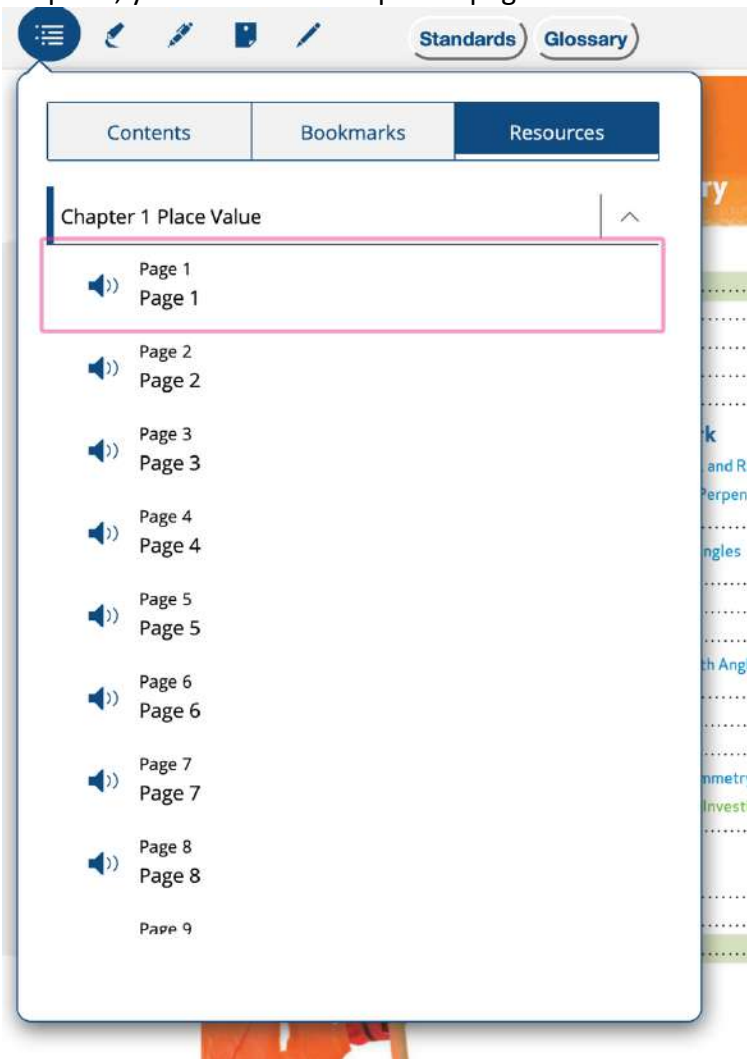 Standards Glossary
Contents Bookmarks Resources
ry
Chapter 1 Place Value
Page 1
Page 1
Page 2
Page 2
Page 3
Page 3
k
and R
Page 4
Perpen
Page 4
ngles
Page 5
Page 5
th Ang
Page 6
Page 6
Page 7
mmetry
Page 7
Invest
Page 8
Page 8
Page 9